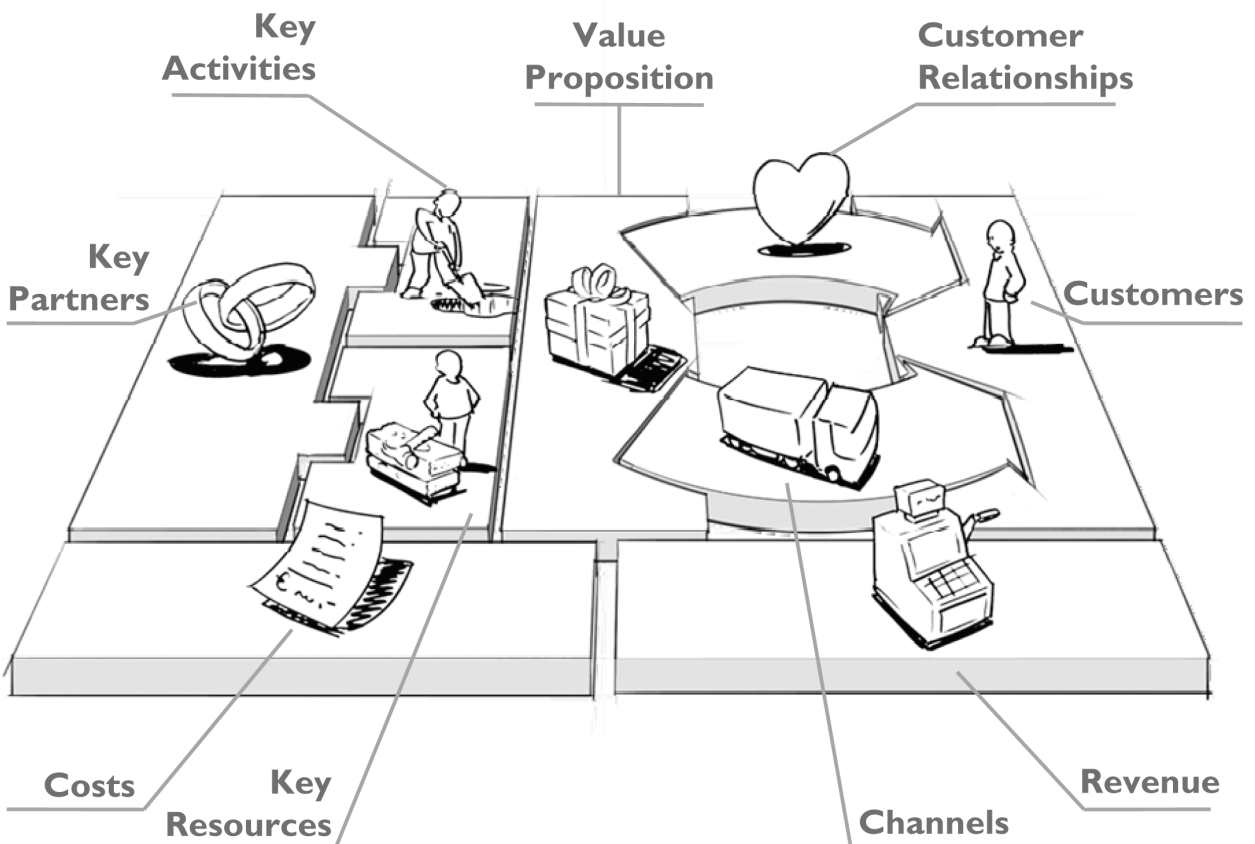 Key
Activities
Value
Proposition
Customer
Relationships
Key
Partners
Customers
Costs
Key
Resources
Channels
Revenue